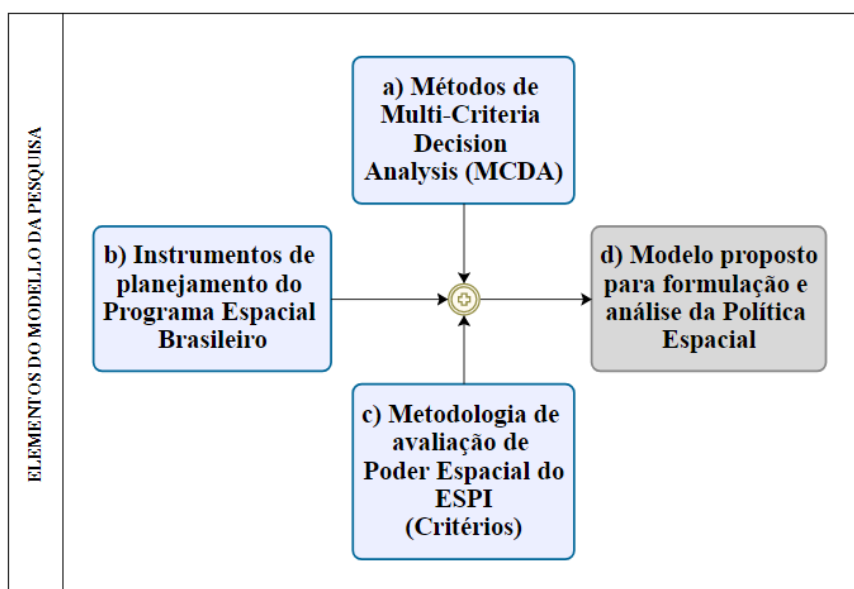 ELEMENTOS DO MODELLO DA PESQUISA
a) Métodos de
Multi-Criteria
Decision
Analysis (MCDA)
b) Instrumentos de
planejamento do
Programa Espacial
Brasileiro
d) Modelo proposto
para formulação e
análise da Política
Espacial
c) Metodologia de
avaliação de
Poder Espacial do
ESPI
(Critérios)